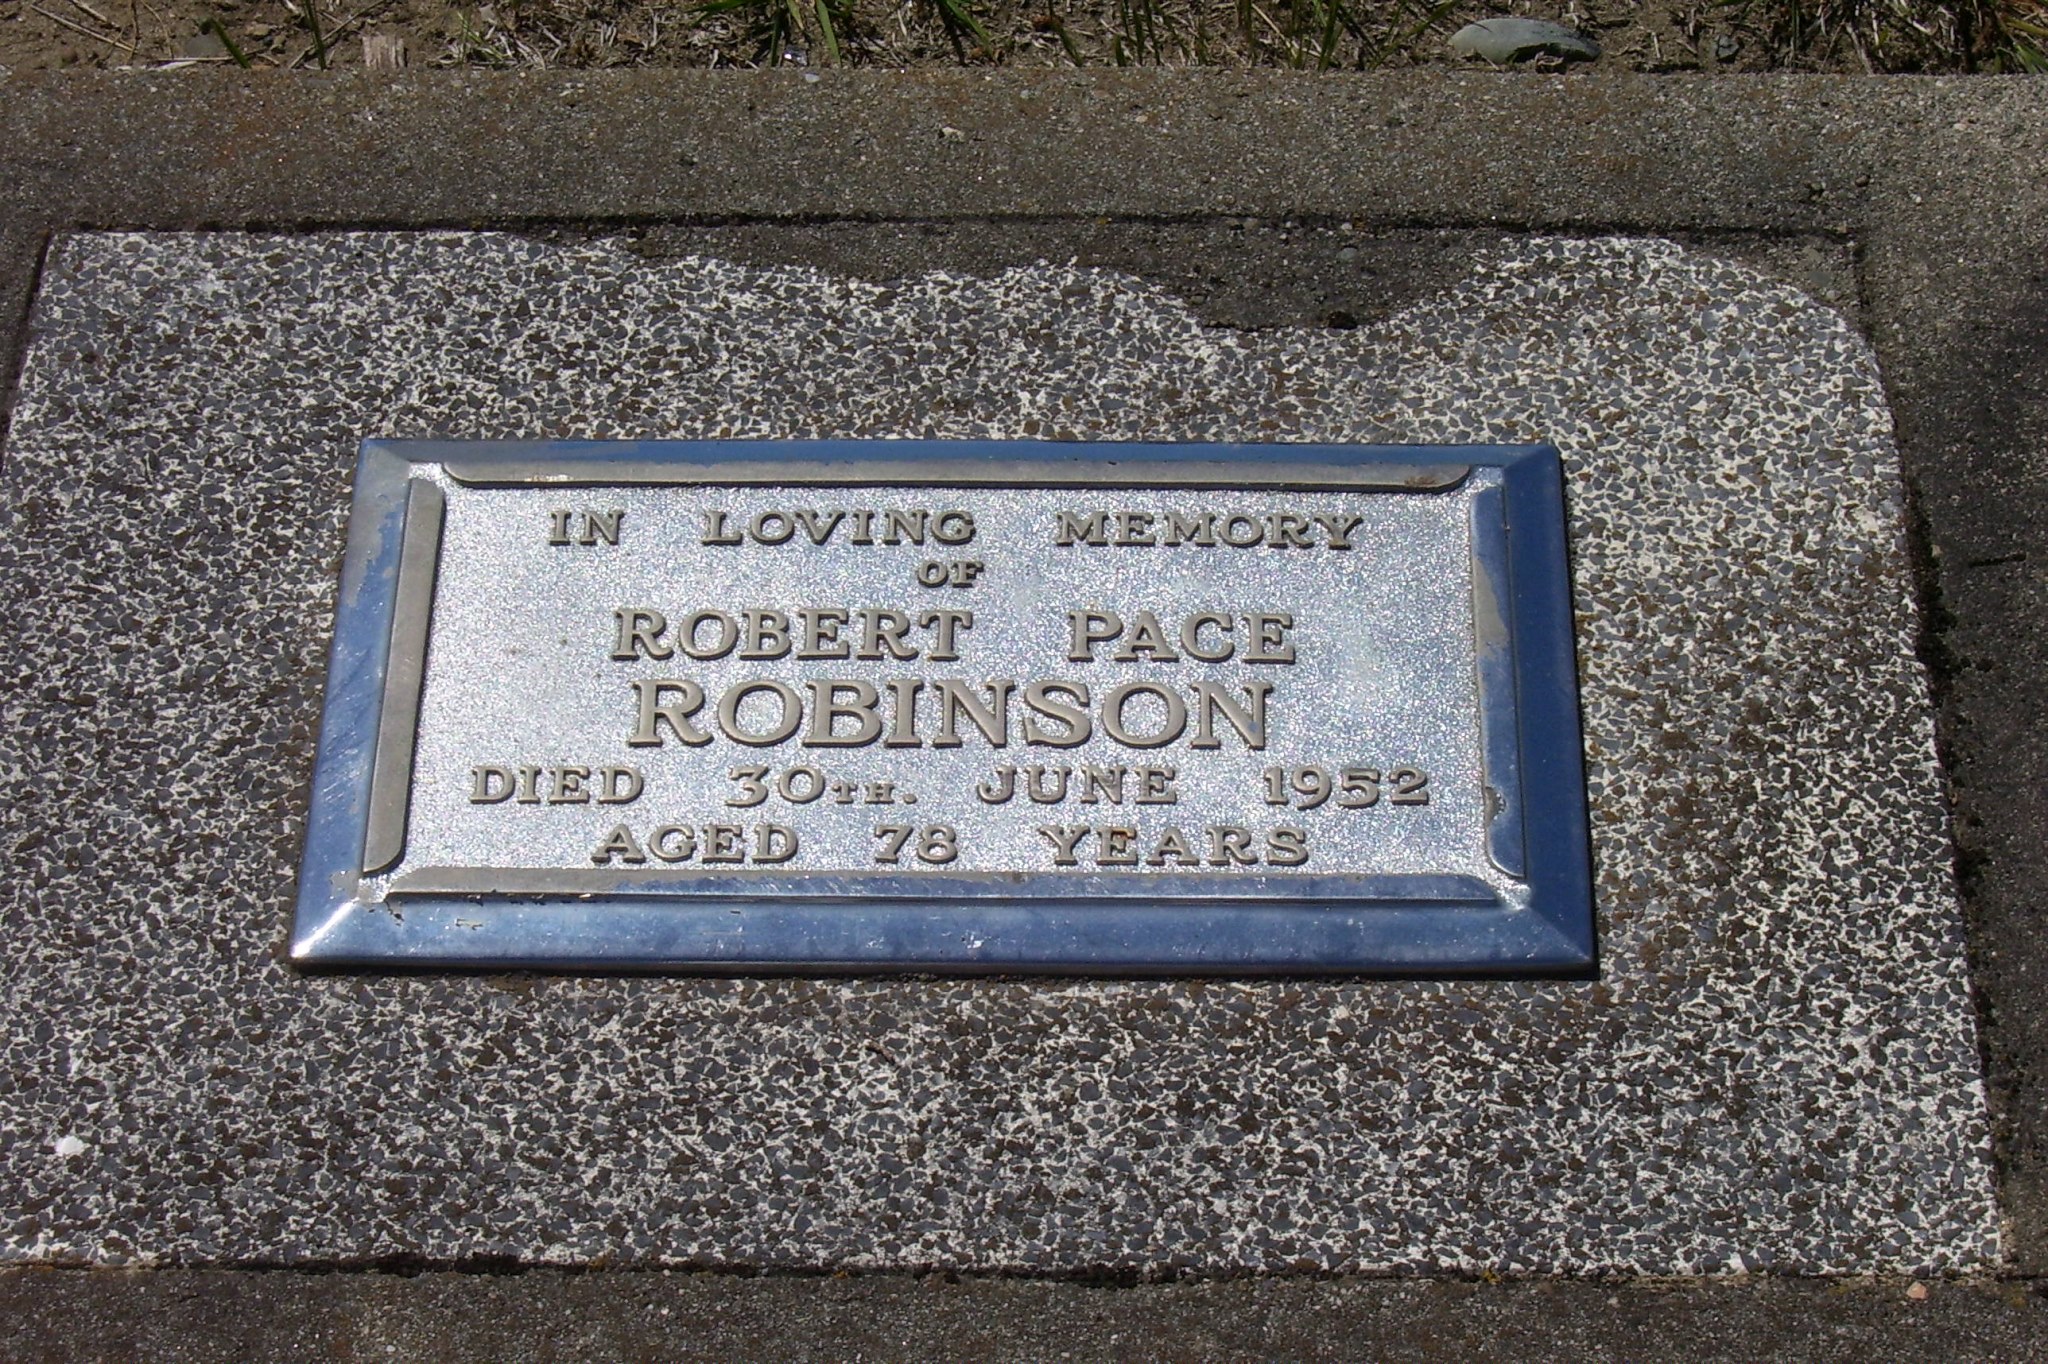 IN LOVING MEMORY
OF
ROBERT PACE
ROBINSON
DIED 30TH. JUNE 1952
AGED 78 YEARS